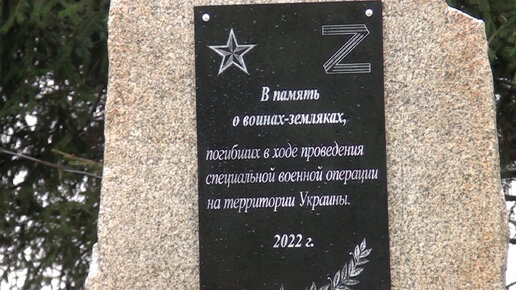 Z
В память
о воинах-земляках,
погибших в ходе проведения
специальной военной операции
на территории Украины.
2022 г.